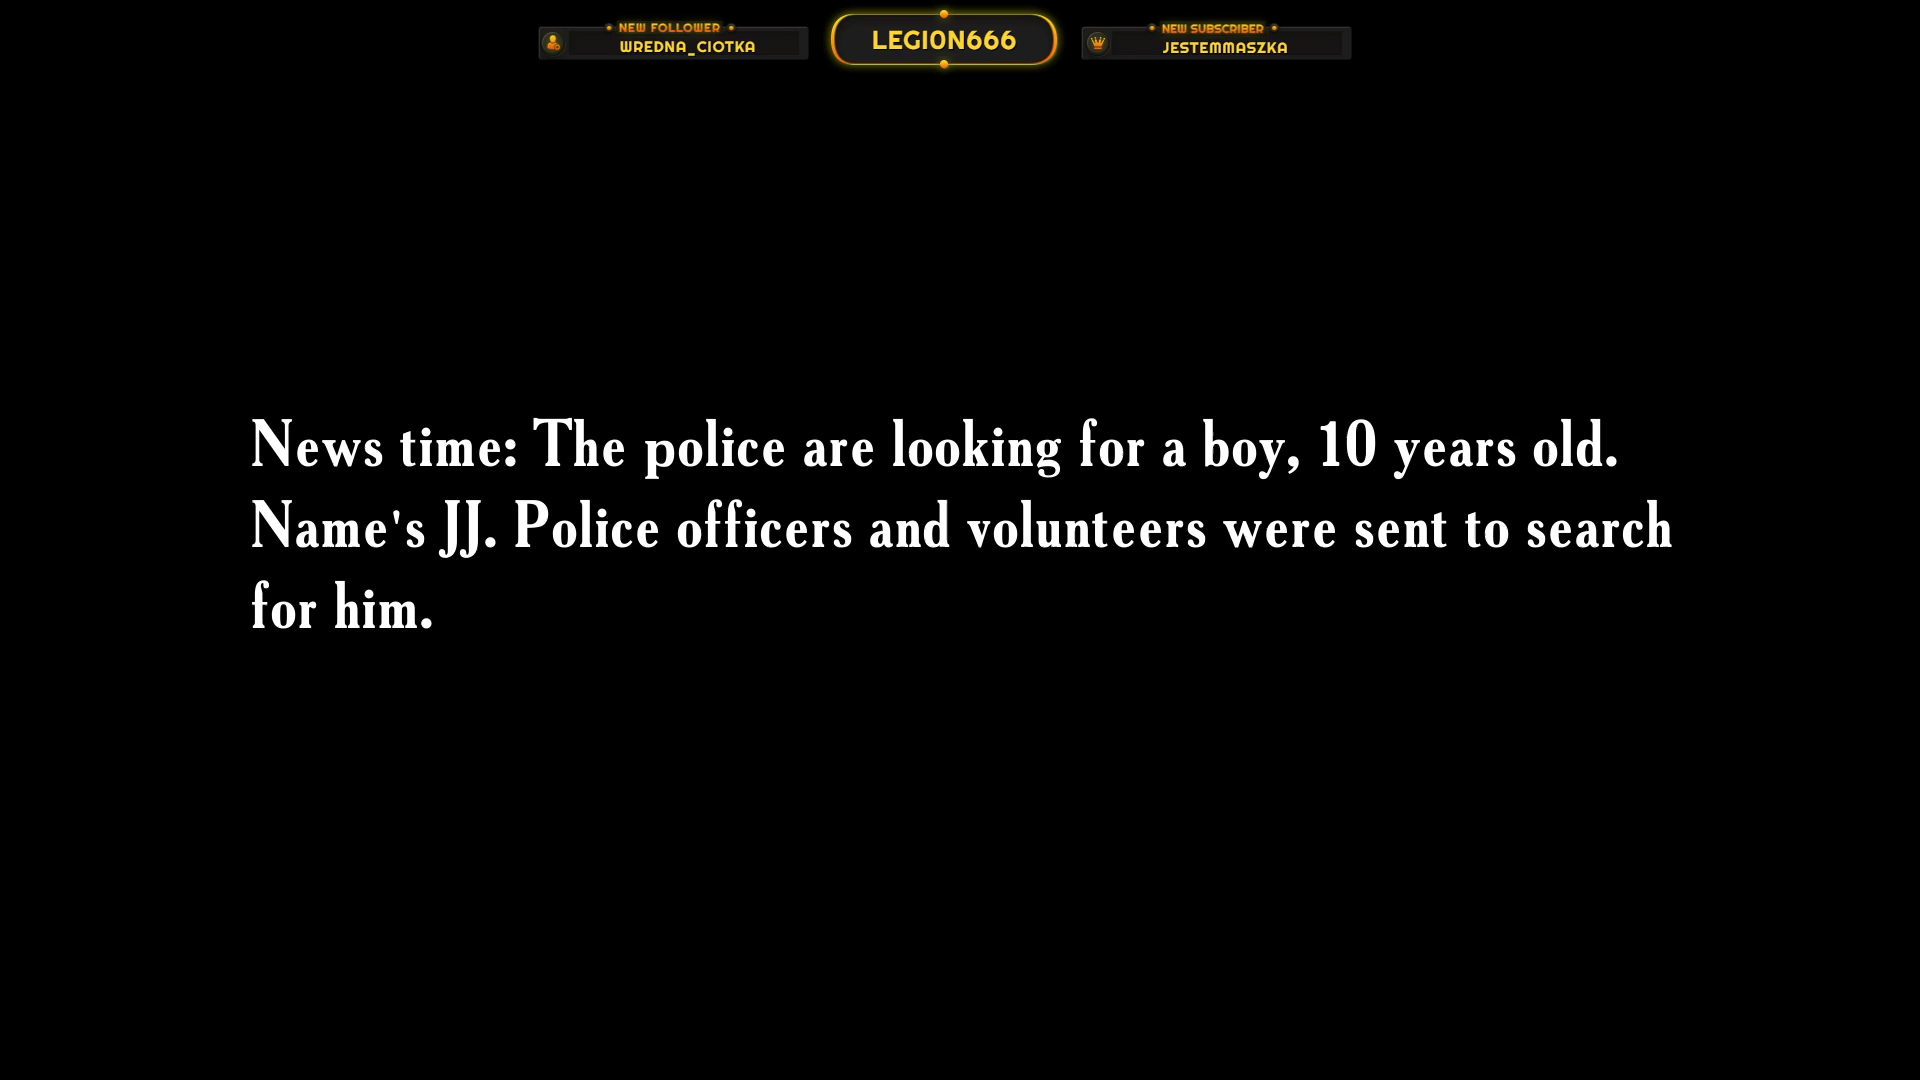 NEW FOLLOWER
WREDNA_CIOTKA
LEGI0N666
NEW SUBSCRIBER
JESTEMMASZKA
News time: The police are looking for a boy, 10 years old.
Name's JJ. Police officers and volunteers were sent to search
for him.